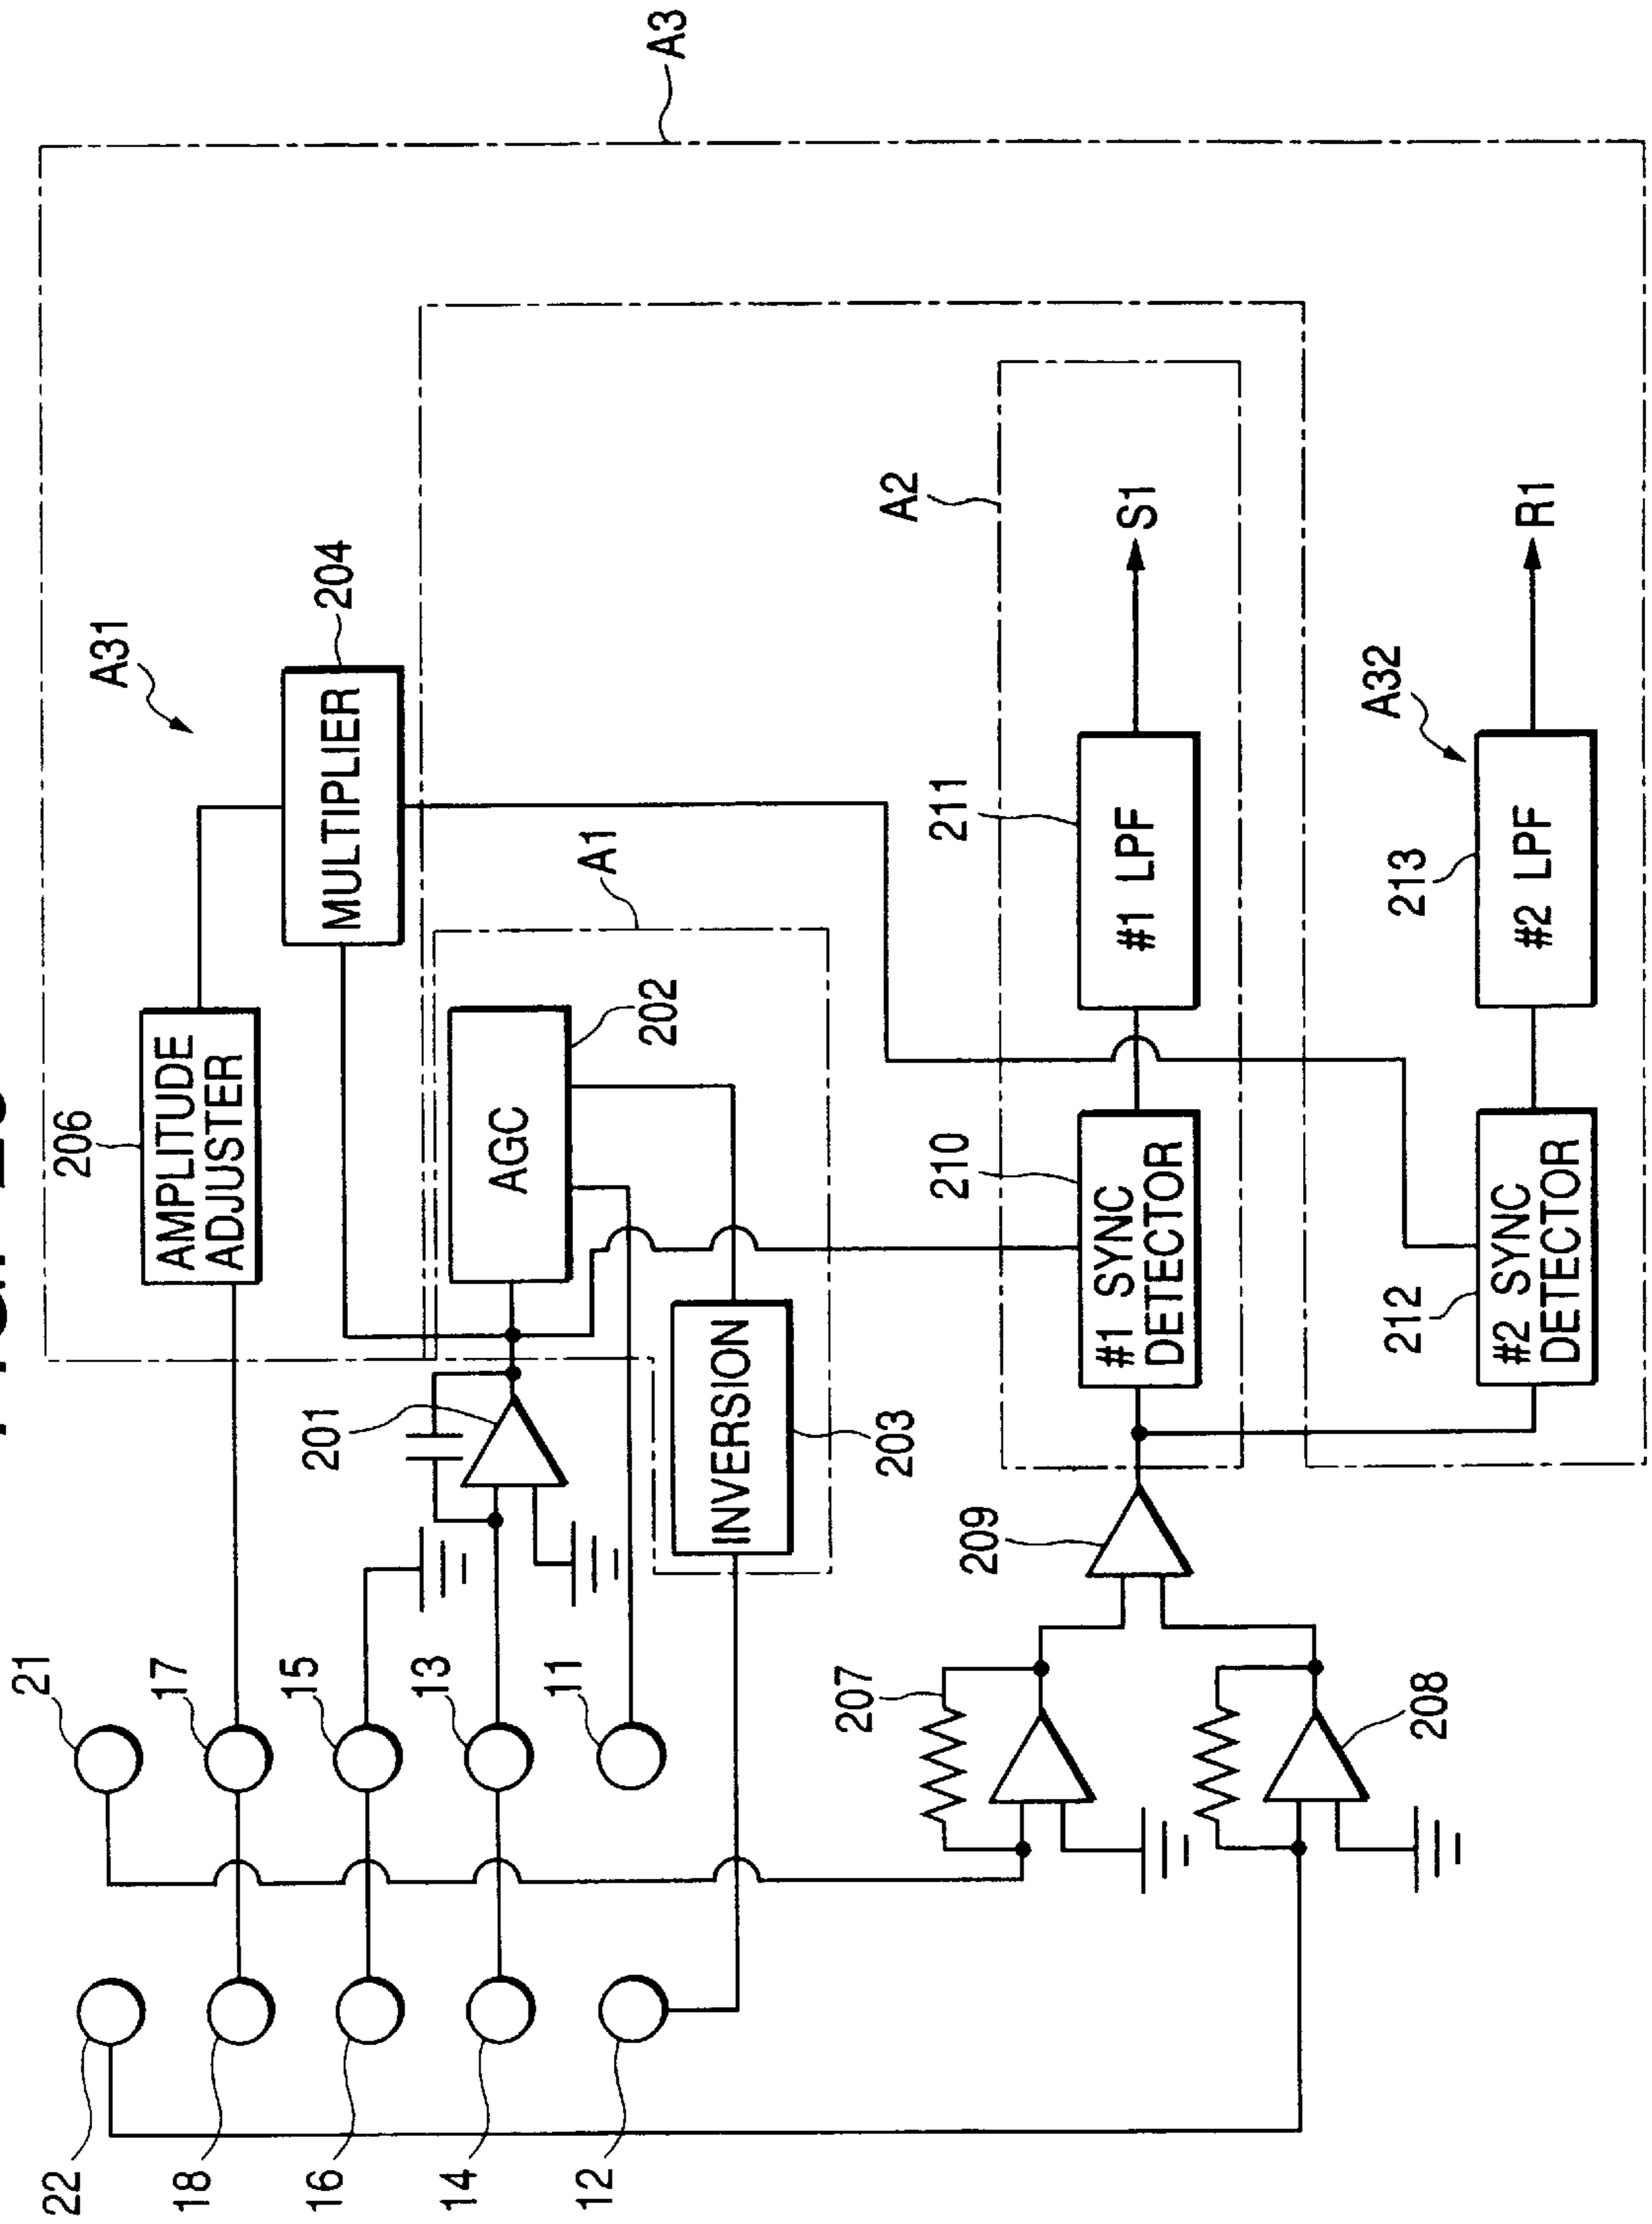 22
21
206
A31
18
17
AMPLITUDE
ADJUSTER
16
15
201
MULTIPLIER
204
14
13
AGC
12
11
A1
202
A3
INVERSION
207
203
A2
209
210
211
#1 SYNC
DETECTOR
#1 LPF
S1
208
212
213
A32
#2 SYNC
DETECTOR
#2 LPF
R1